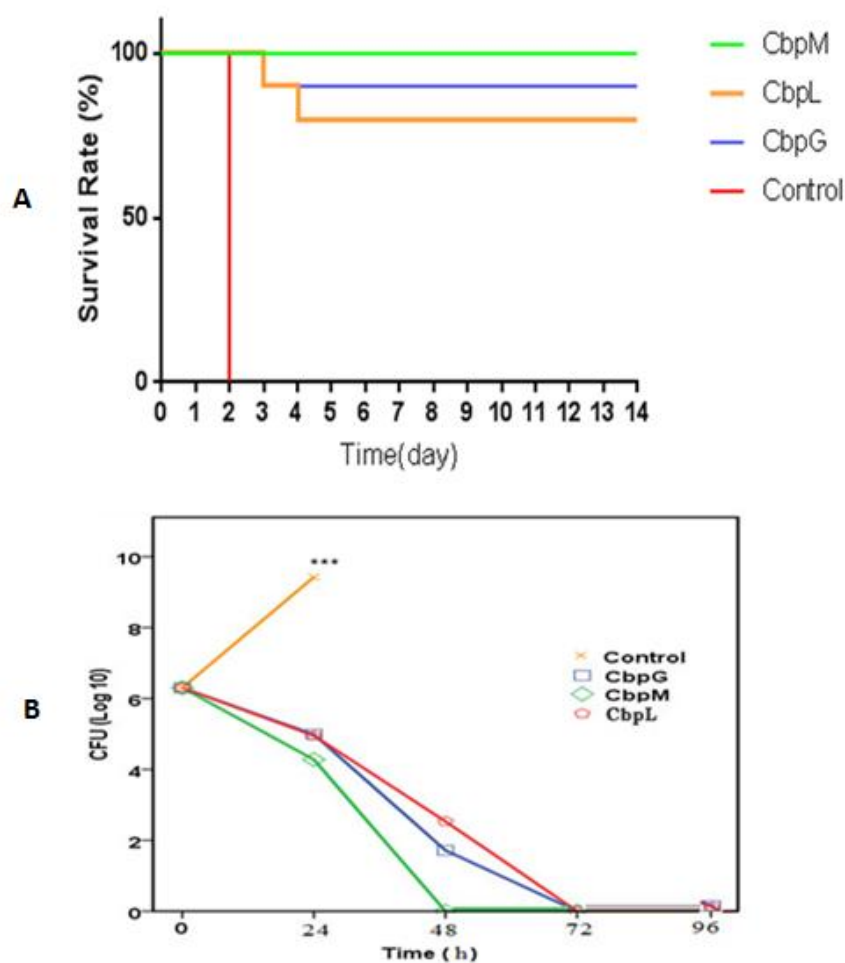 A
Survival Rate (%)
100
50
0
0 1 2 3 4 5 6 7 8 9 10 11 12 13 14
Time(day)
CbpM
CbpL
CbpG
Control
B
CFU (Log 10)
10
8
6
4
2
0
***
Control
CbpG
CbpM
CbpL
0 24 48 72 96
Time (h)